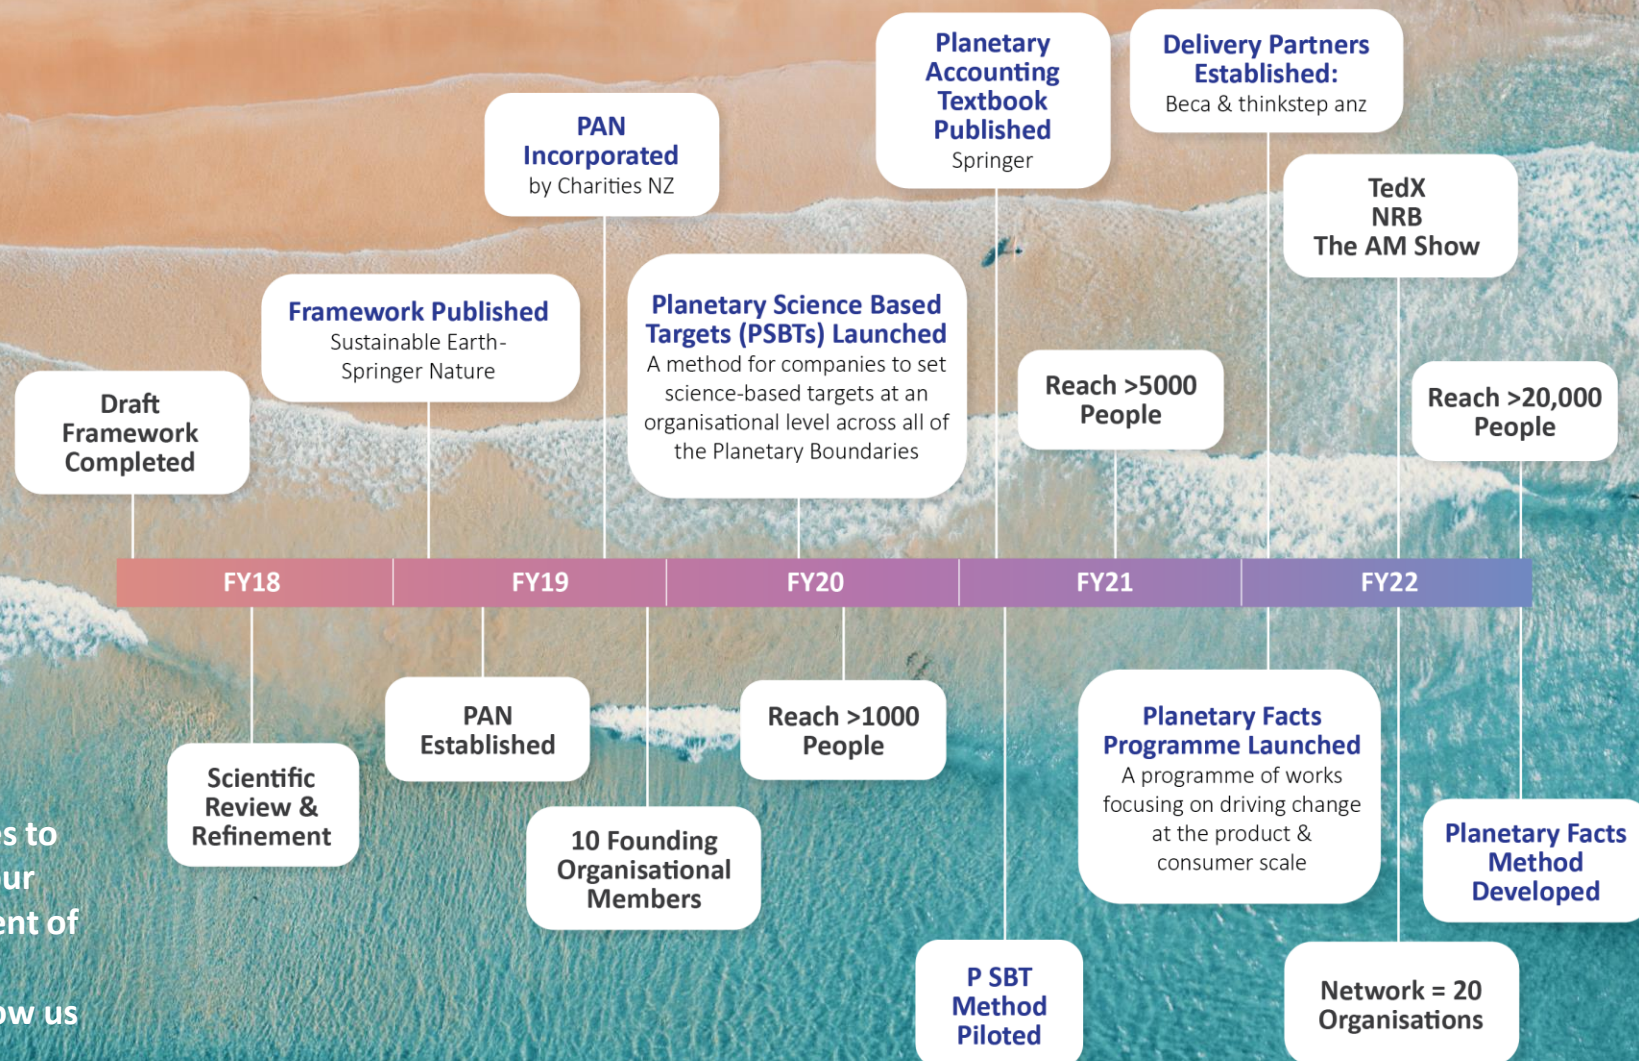 Planetary
Accounting
Textbook
Published
Springer
Delivery Partners
Established:
Beca & thinkstep anz
PAN
Incorporated
by Charities NZ
TedX
NRB
The AM Show
Framework Published
Sustainable Earth-
Springer Nature
Planetary Science Based
Targets (PSBTs) Launched
A method for companies to set
science-based targets at an
organisational level across all of
the Planetary Boundaries
Reach >5000
People
Reach >20,000
People
Draft
Framework
Completed
FY18
FY19
FY20
FY21
FY22
PAN
Established
Reach >1000
People
Scientific
Review &
Refinement
10 Founding
Organisational
Members
Planetary Facts
Programme Launched
A programme of works
focusing on driving change
at the product &
consumer scale
Planetary Facts
Method
Developed
P SBT
Method
Piloted
Network = 20
Organisations
to
of
us